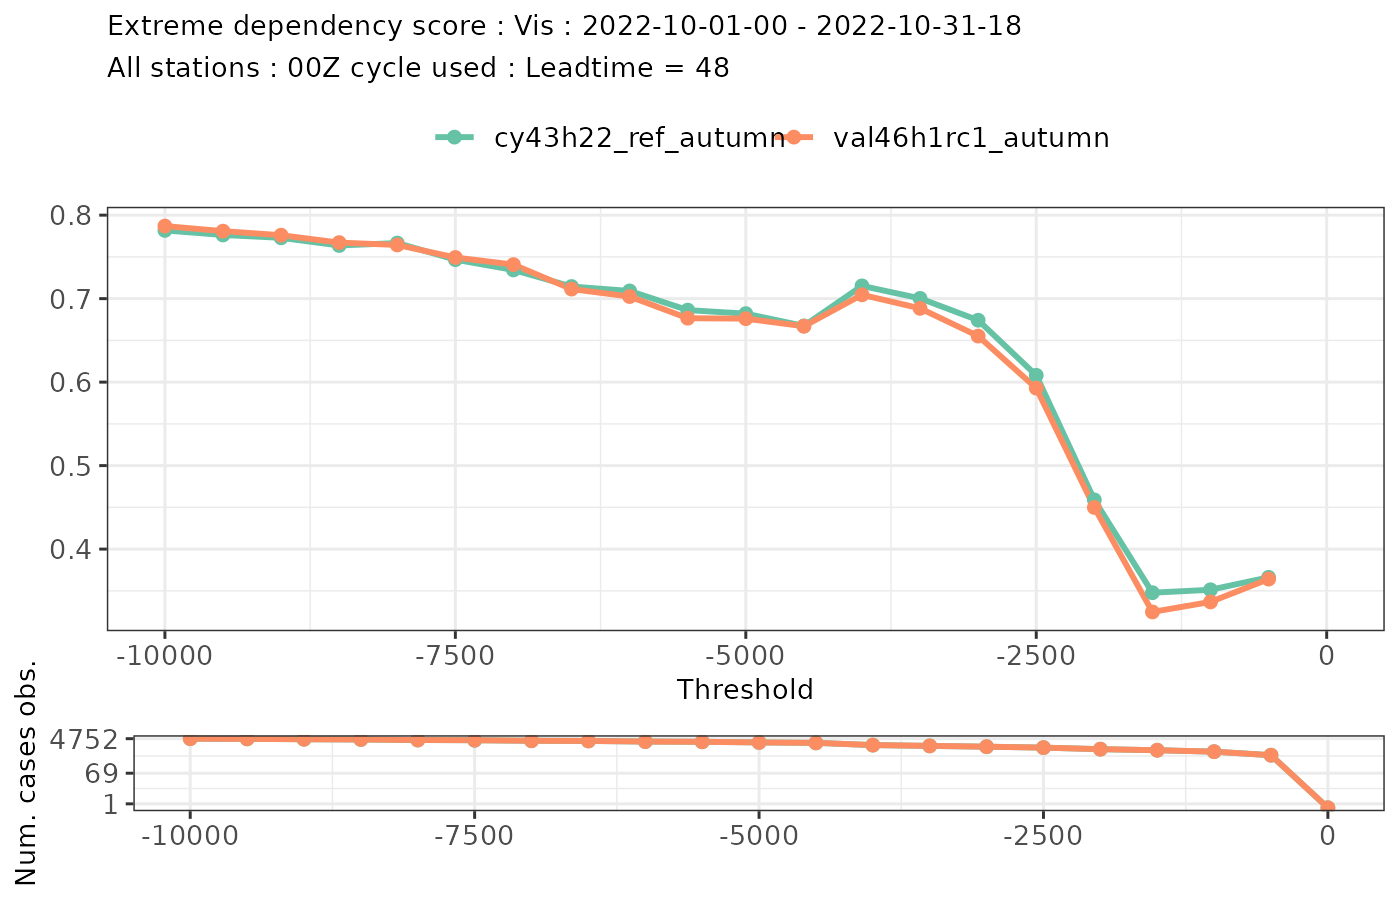 Extreme dependency score : Vis : 2022-10-01-00 - 2022-10-31-18
All stations : 00Z cycle used : Leadtime = 48
cy43h22_ref_autumn val46h1rc1_autumn
0.8
0.7
0.6
0.5
0.4
-10000 -7500 -5000 -2500 0
Threshold
Num. cases obs.
4752
69
1
-10000 -7500 -5000 -2500 0